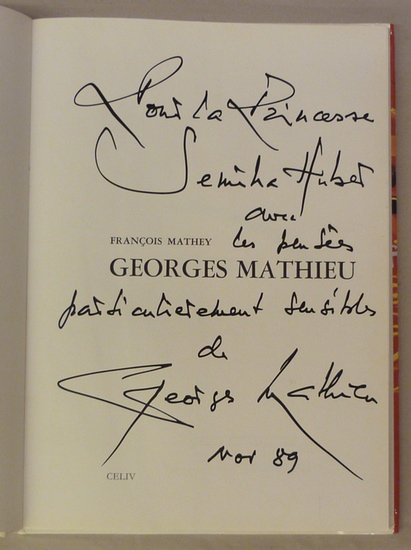 Pour la Princesse
Semiha Huber
avec
les pensées
FRANÇOIS MATHEY
GEORGES MATHIEU
particulièrement sensibles
de
Georges Mathieu
Nov 89
CELIV